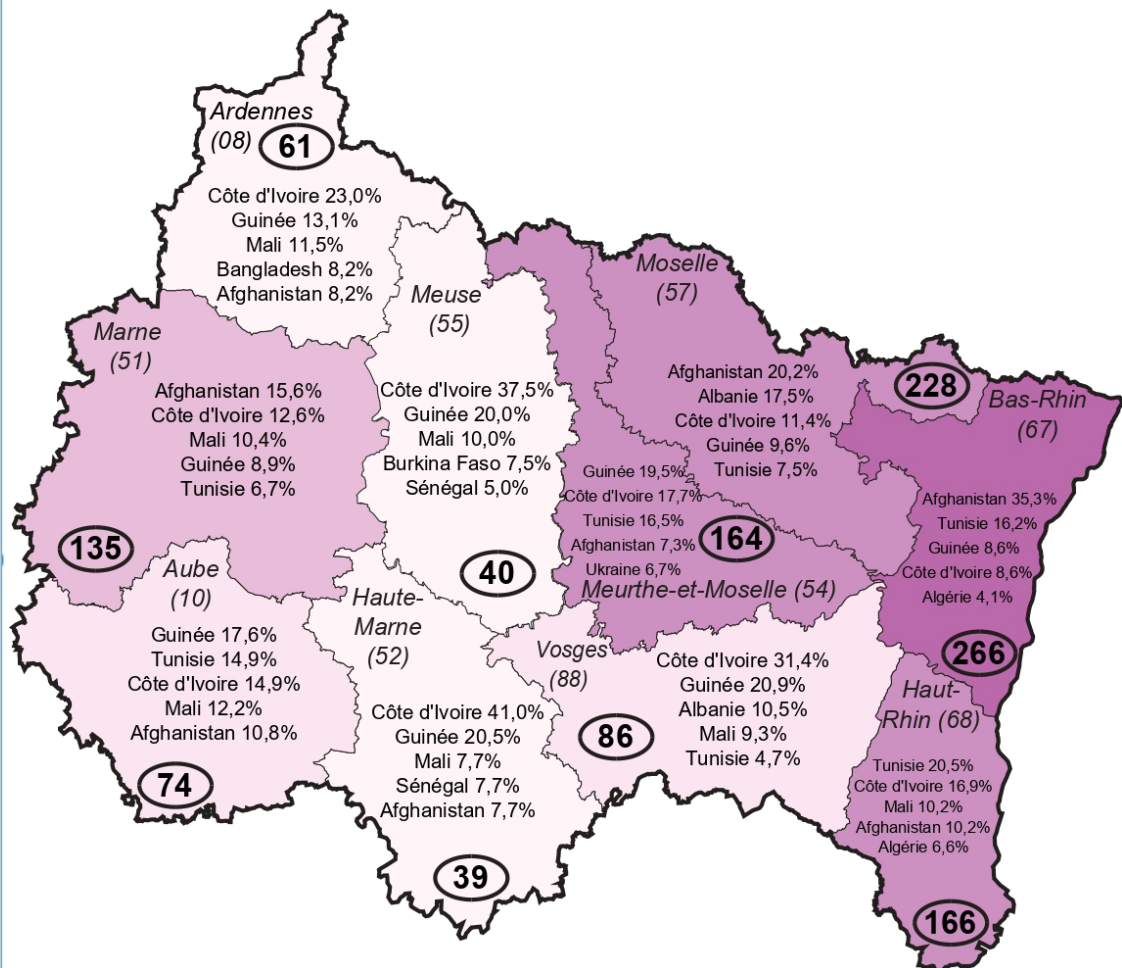 Ardennes
(08)
61
Côte d'Ivoire 23,0%
Guinée 13,1%
Mali 11,5%
Bangladesh 8,2%
Afghanistan 8,2%
Meuse
(55)
Côte d'Ivoire 37,5%
Guinée 20,0%
Mali 10,0%
Burkina Faso 7,5%
Sénégal 5,0%
40
Moselle
(57)
Afghanistan 20,2%
Albanie 17,5%
Côte d'Ivoire 11,4%
Guinée 9,6%
Tunisie 7,5%
228
Marne
(51)
Afghanistan 15,6%
Côte d'Ivoire 12,6%
Mali 10,4%
Guinée 8,9%
Tunisie 6,7%
135
Guinée 19,5%
Côte d'Ivoire 17,7%
Tunisie 16,5%
Afghanistan 7,3%
Ukraine 6,7%
164
Meurthe-et-Moselle (54)
Bas-Rhin
(67)
Afghanistan 35,3%
Tunisie 16,2%
Guinée 8,6%
Côte d'Ivoire 8,6%
Algérie 4,1%
266
Aube
(10)
Guinée 17,6%
Tunisie 14,9%
Côte d'Ivoire 14,9%
Mali 12,2%
Afghanistan 10,8%
74
Haute-
Marne
(52)
Côte d'Ivoire 41,0%
Guinée 20,5%
Mali 7,7%
Sénégal 7,7%
Afghanistan 7,7%
39
Vosges
(88)
Côte d'Ivoire 31,4%
Guinée 20,9%
Albanie 10,5%
Mali 9,3%
Tunisie 4,7%
86
Haut-
Rhin (68)
Tunisie 20,5%
Côte d'Ivoire 16,9%
Mali 10,2%
Afghanistan 10,2%
Algérie 6,6%
166